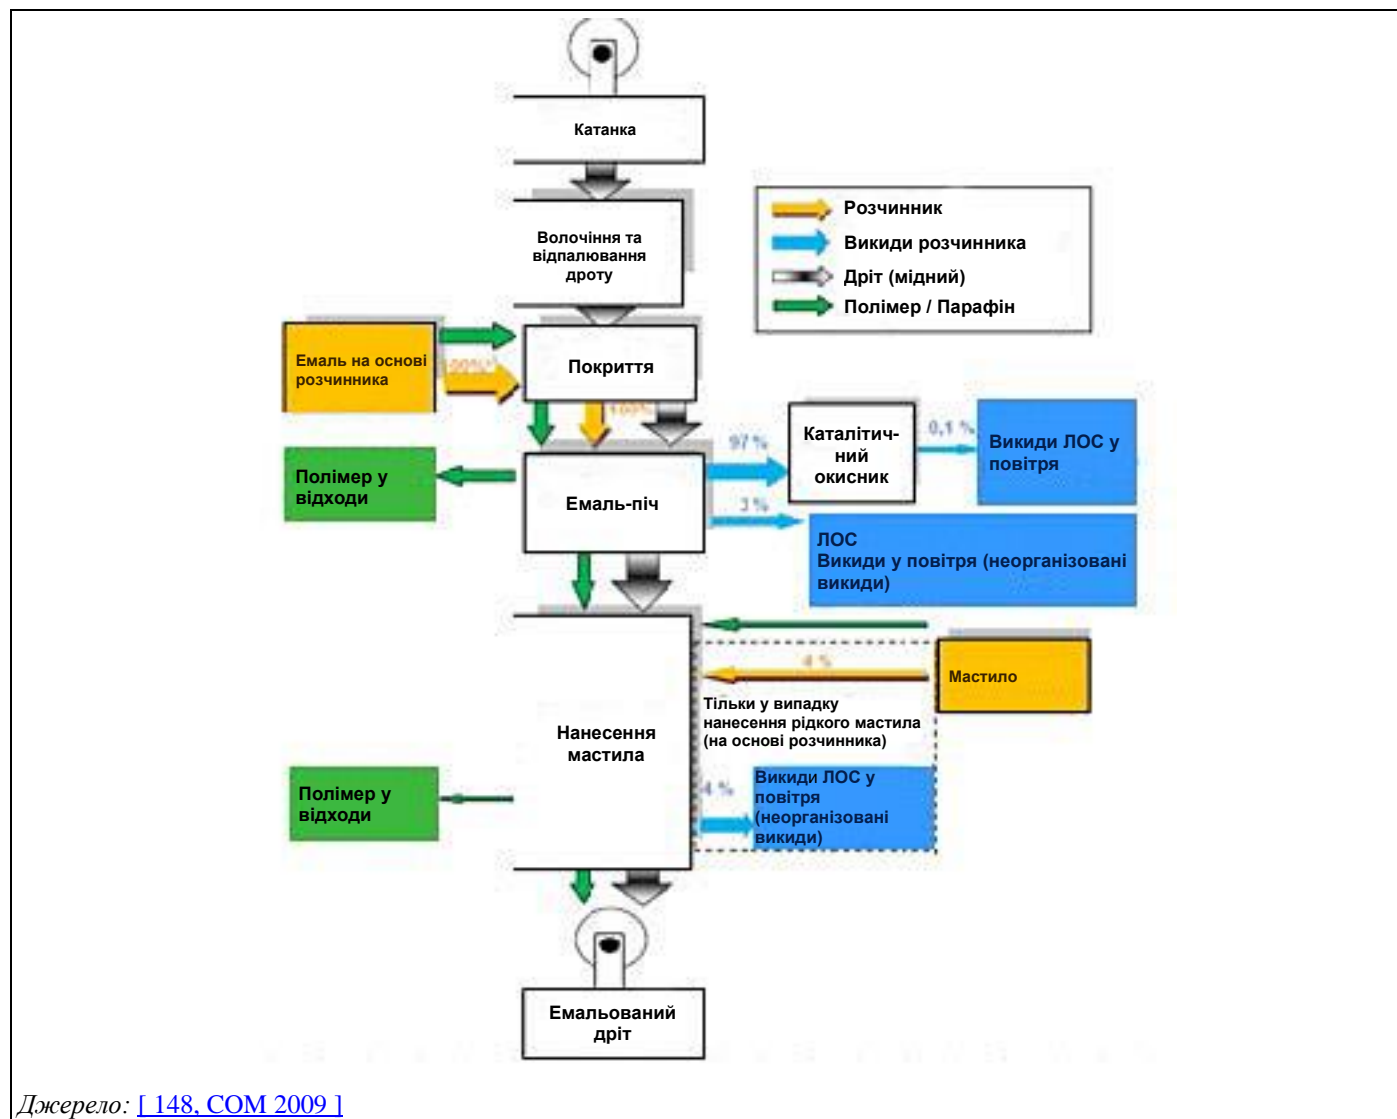 Катанка
Волочіння та
відпалювання
дроту
Розчинник
Викиди розчинника
Дріт (мідний)
Полімер / Парафін
Емаль на основі
розчинника
100%
Покриття
100%
Полімер у
відходи
Емаль-піч
97 %
Каталітич-
ний
окисник
0,1 %
Викиди ЛОС у
повітря
3 %
ЛОС
Викиди у повітря (неорганізовані
викиди)
4 %
Мастило
Тільки у випадку
нанесення рідкого мастила
(на основі розчинника)
Нанесення
мастила
Полімер у
відходи
4 %
Викиди ЛОС у
повітря
(неорганізовані
викиди)
Емальований
дріт
Джерело: [ 148, COM 2009 ]